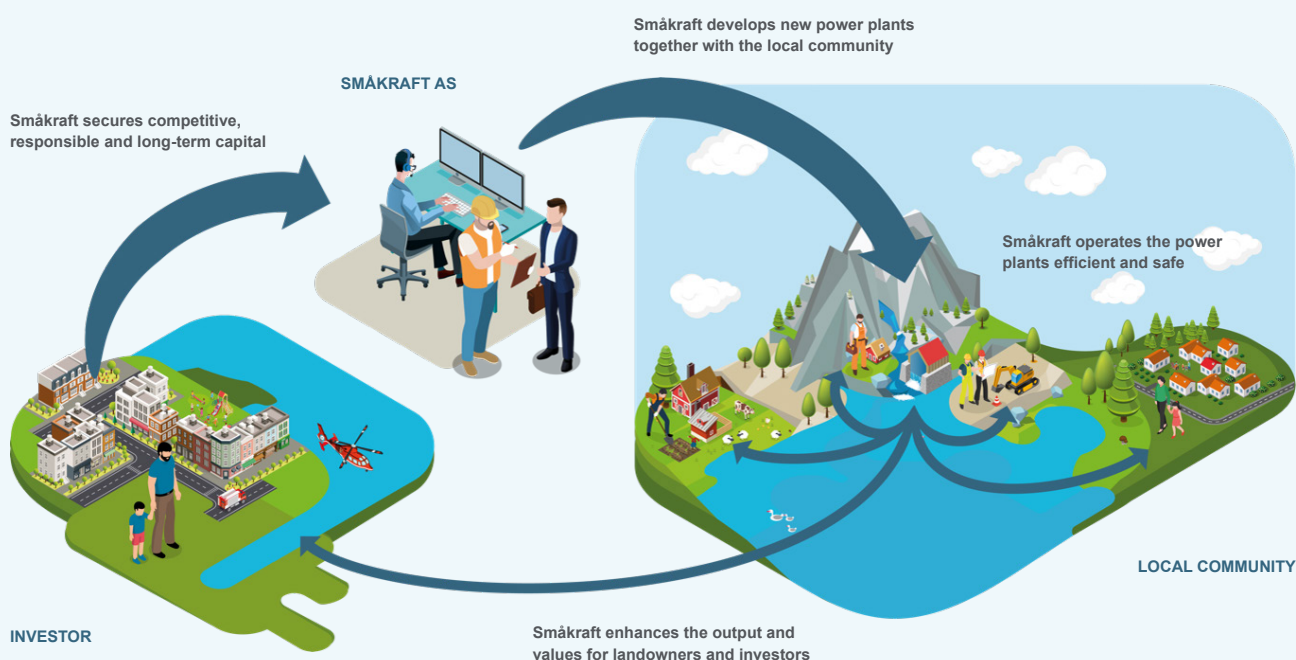 Småkraft develops new power plants
together with the local community
SMÅKRAFT AS
Småkraft secures competitive,
responsible and long-term capital
Småkraft operates the power
plants efficient and safe
LOCAL COMMUNITY
INVESTOR
Småkraft enhances the output and
values for landowners and investors